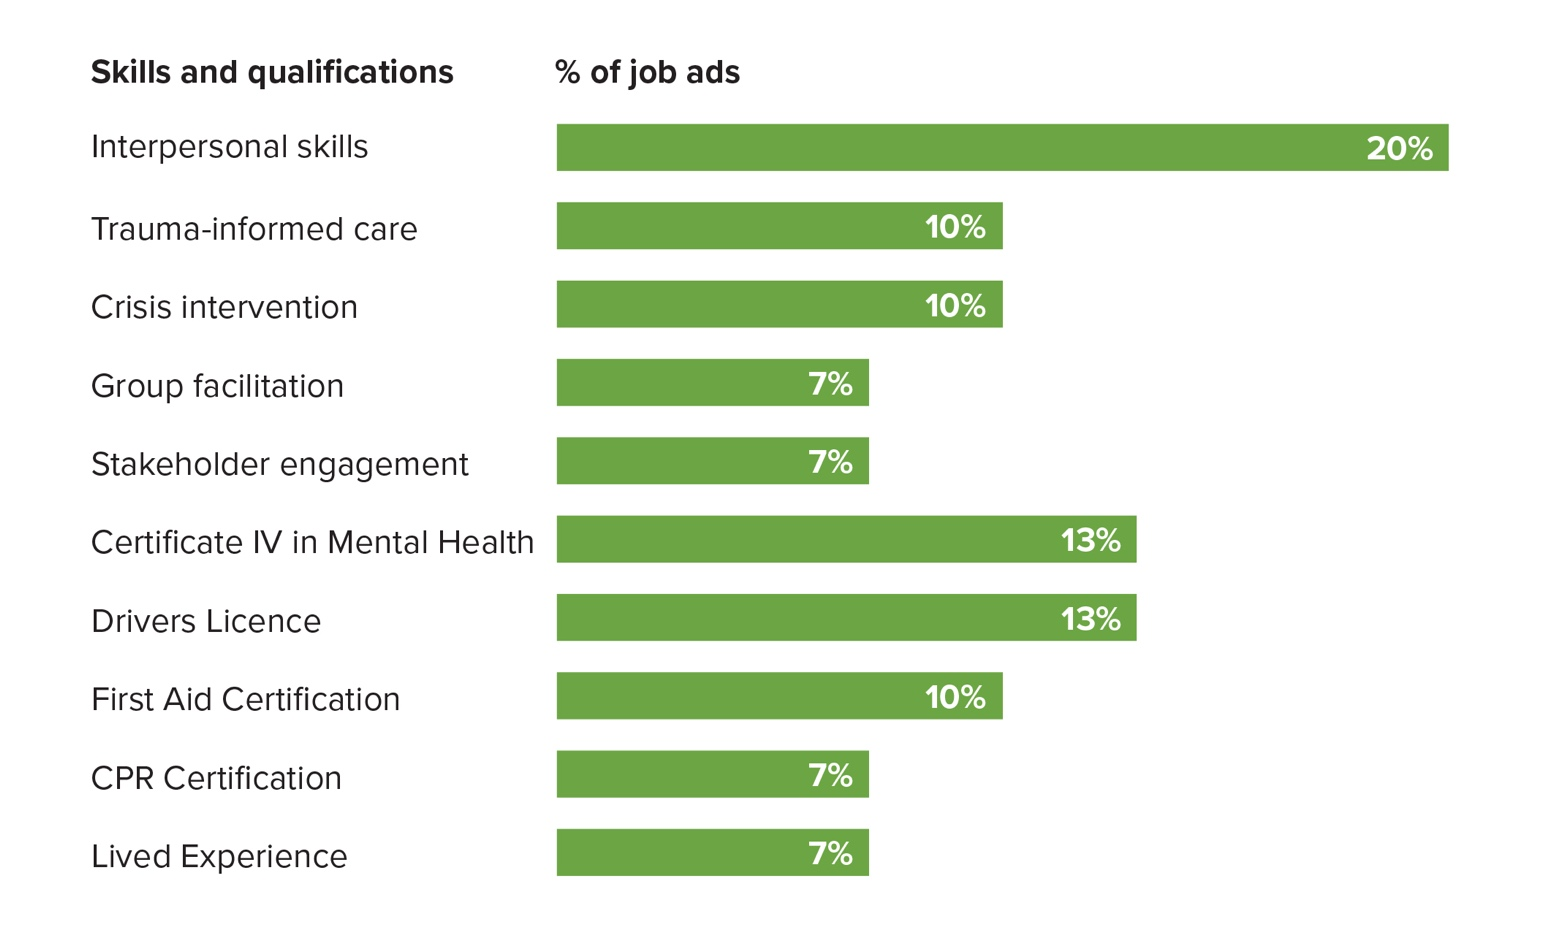 Skills and qualifications % of job ads
Interpersonal skills 20%
Trauma-informed care 10%
Crisis intervention 10%
Group facilitation 7%
Stakeholder engagement 7%
Certificate IV in Mental Health 13%
Drivers Licence 13%
First Aid Certification 10%
CPR Certification 7%
Lived Experience 7%